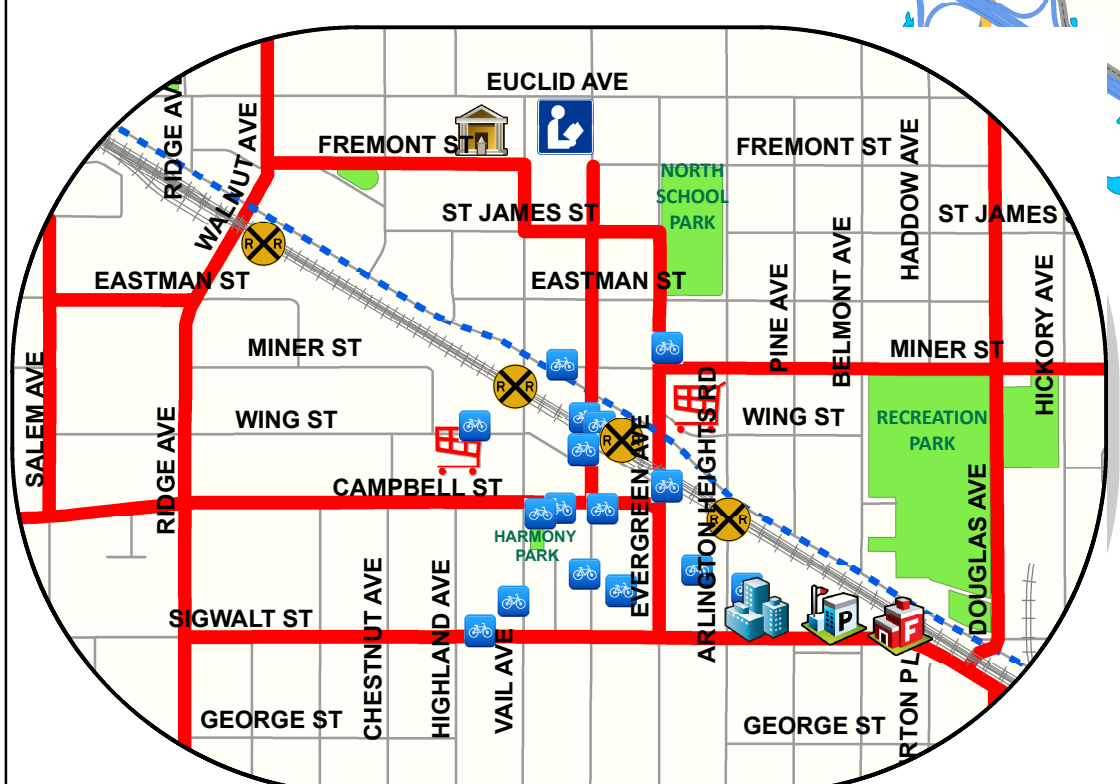 EUCLID AVE
RIDGE AVE
WALNUT AVE
FREMONT ST
FREMONT ST
HADDOW AVE
NORTH
SCHOOL
PARK
ST JAMES ST
ST JAMES
EASTMAN ST
EASTMAN ST
PINE AVE
BELMONT AVE
HICKORY AVE
R R
MINER ST
MINER ST
SALEM AVE
RIDGE AVE
R R
WING ST
WING ST
RECREATION
PARK
R R
EVERGREEN AVE
ARLINGTON HEIGHTS RD
CAMPBELL ST
R R
HARMONY
PARK
DOUGLAS AVE
CHESTNUT AVE
HIGHLAND AVE
VAIL AVE
SIGWALT ST
P
F
GEORGE ST
GEORGE ST
RTON PL